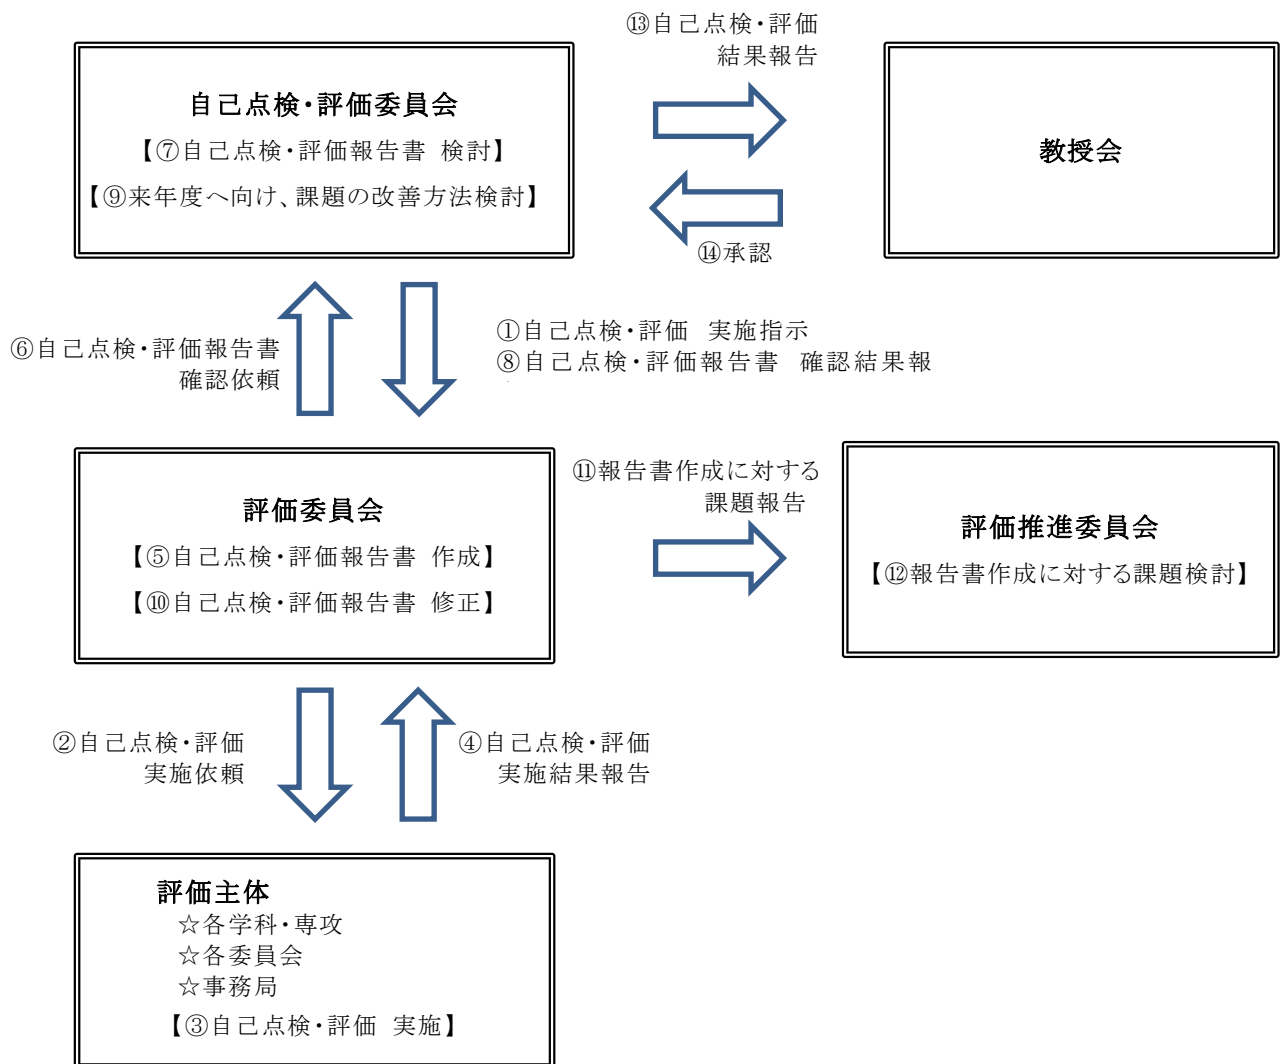 ⑬自己点検・評価
結果報告
自己点検・評価委員会
【⑦自己点検・評価報告書 検討】
【⑨来年度へ向け、課題の改善方法検討】
教授会
⑭承認
⑥自己点検・評価報告書
確認依頼
①自己点検・評価 実施指示
⑧自己点検・評価報告書 確認結果報
評価委員会
【⑤自己点検・評価報告書 作成】
【⑩自己点検・評価報告書 修正】
⑪報告書作成に対する
課題報告
評価推進委員会
【⑫報告書作成に対する課題検討】
②自己点検・評価
実施依頼
④自己点検・評価
実施結果報告
評価主体
☆各学科・専攻
☆各委員会
☆事務局
【③自己点検・評価 実施】